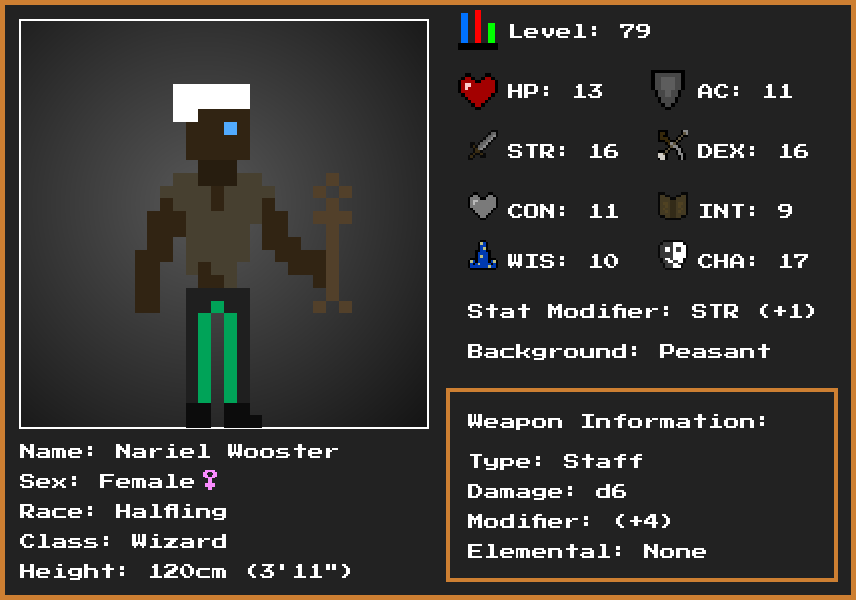 Level: 79
HP: 13
AC: 11
STR: 16
DEX: 16
CON: 11
INT: 9
WIS: 10
CHA: 17
Stat Modifier: STR (+1)
Background: Peasant
Weapon Information:
Type: Staff
Damage: d6
Modifier: (+4)
Elemental: None
Name: Nariel Wooster
Sex: Female♀
Race: Halfling
Class: Wizard
Height: 120cm (3'11")